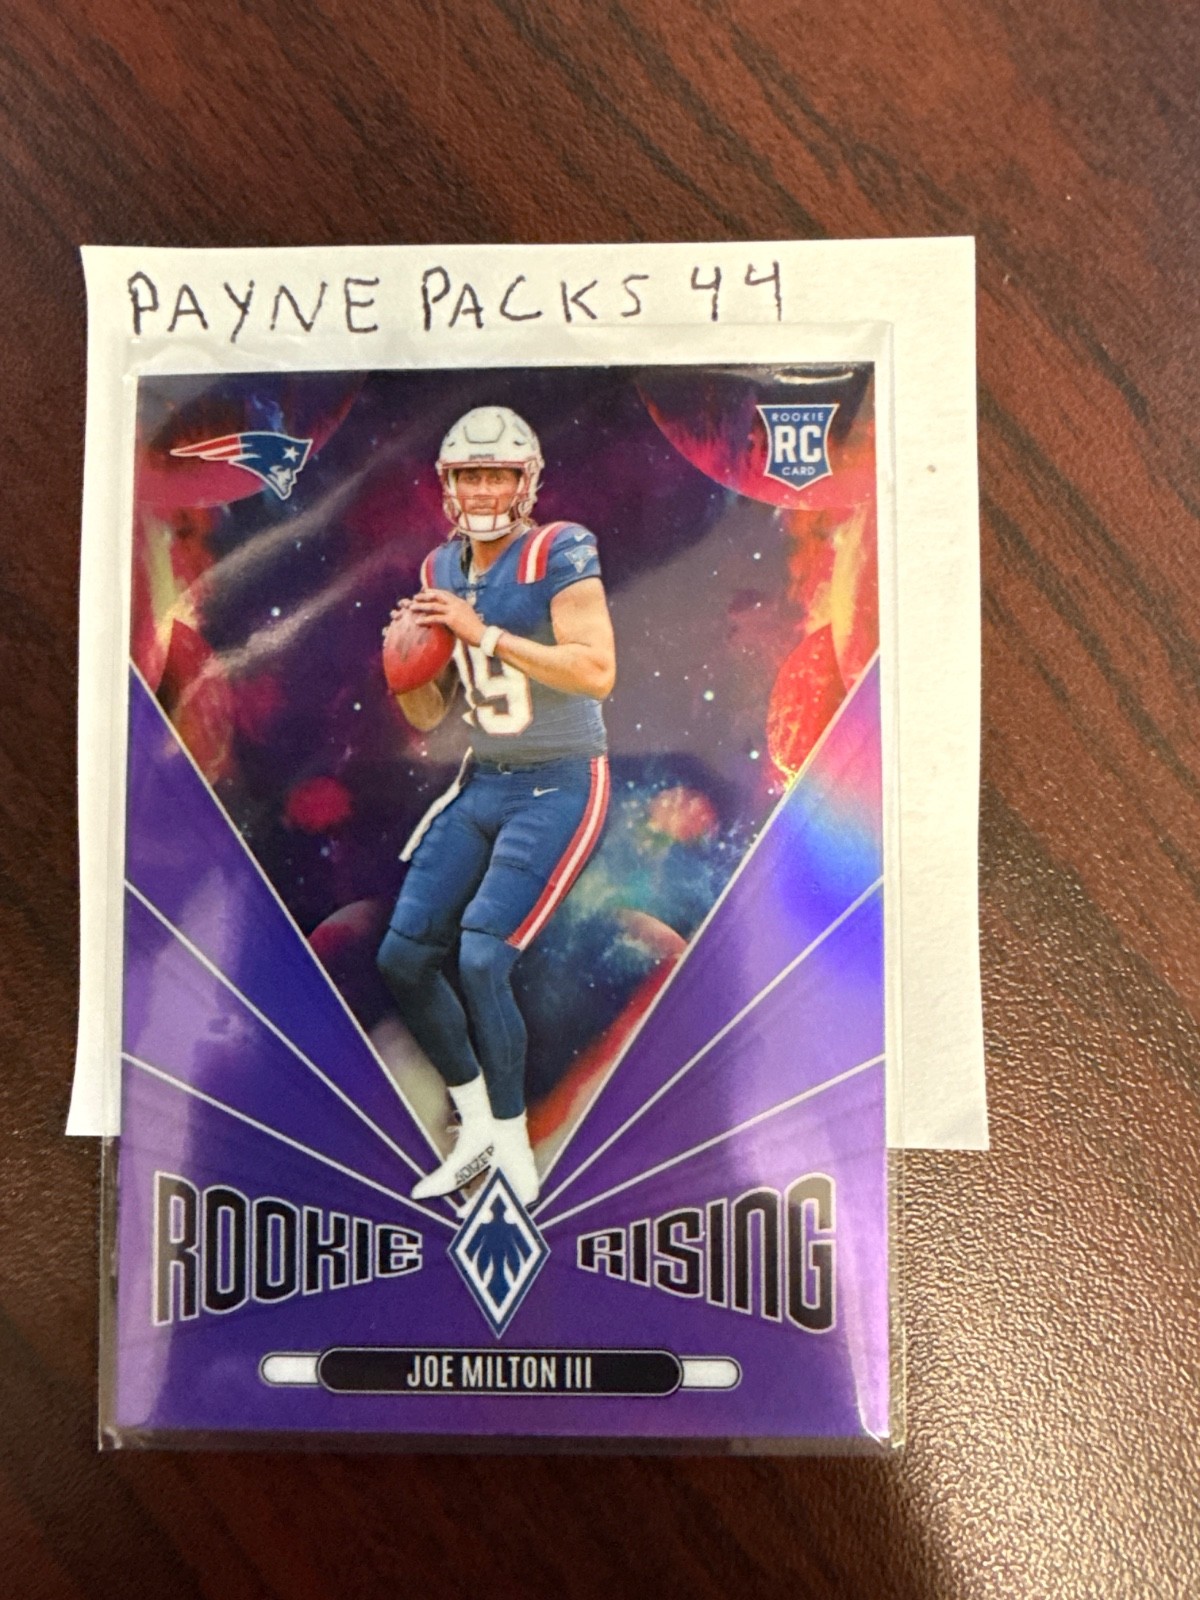 PAYNE PACKS 44
ROOKIE
RC
CARD
19
ROOKIE RISING
JOE MILTON III